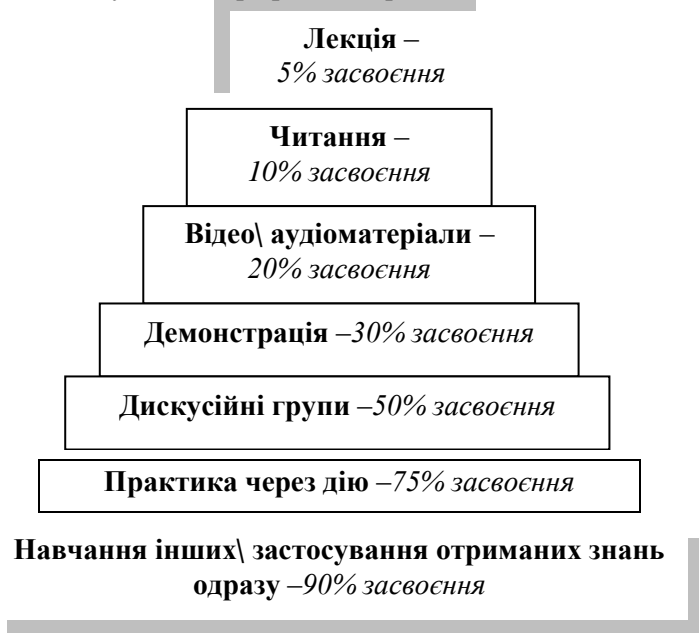 Лекція –
5% засвоєння
Читання –
10% засвоєння
Відео\ аудіоматеріали –
20% засвоєння
Демонстрація –30% засвоєння
Дискусійні групи –50% засвоєння
Практика через дію –75% засвоєння
Навчання інших\ застосування отриманих знань
одразу –90% засвоєння